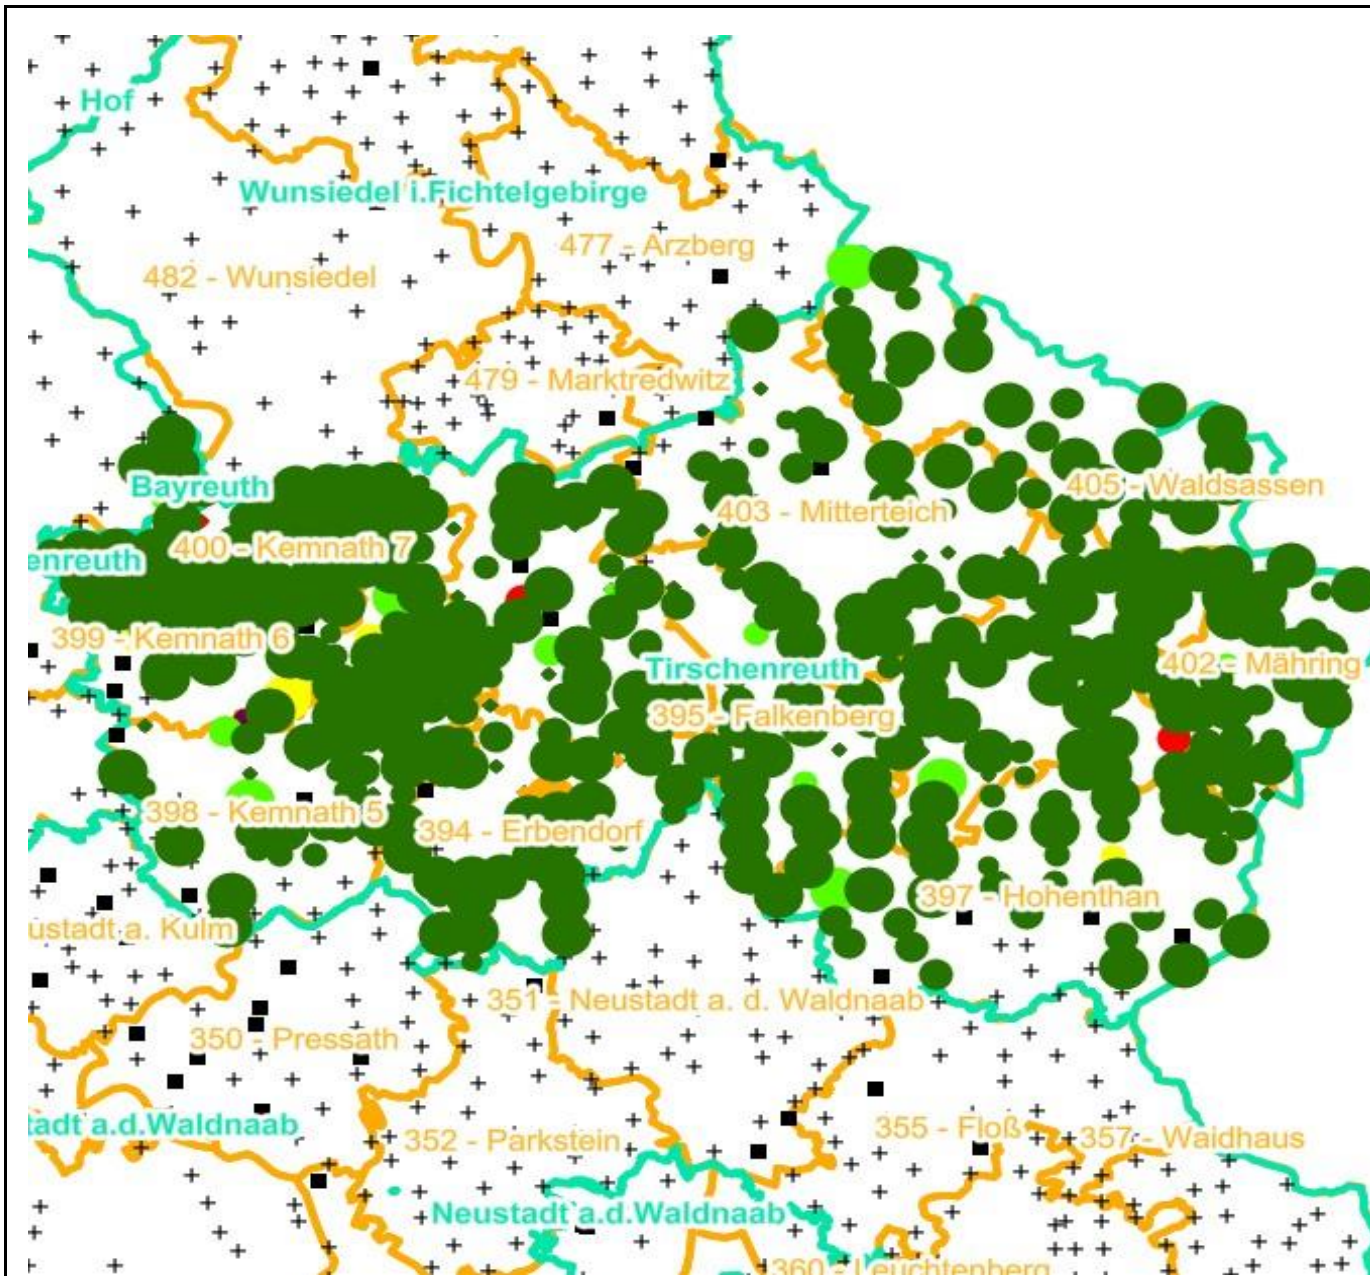 Hof
Wunsiedel i.Fichtelgebirge
477 - Arzberg
482 - Wunsiedel
479 - Marktredwitz
Bayreuth
405 - Waldsassen
403 - Mitterteich
400 - Kemnath 7
enreuth
399 - Kemnath 6
Tirschenreuth
402 - Mähring
395 - Falkenberg
398 - Kemnath 5
394 - Erbendorf
397 - Hohenthan
ustadt a. Kulm
351 - Neustadt a. d. Waldnaab
350 - Pressath
tadt a.d.Waldnaab
352 - Parkstein
355 - Floß
357 - Waidhaus
Neustadt a.d.Waldnaab
360 - Leuchtenberg